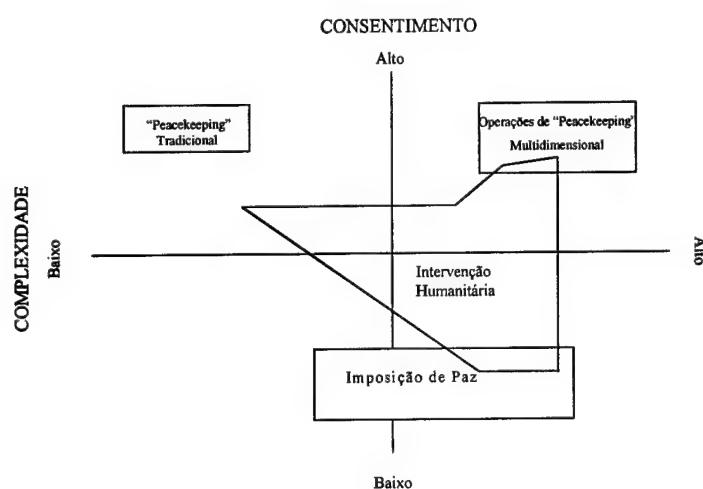 CONSENTIMENTO
Alto
"Peacekeeping"
Tradicional
Operações de "Peacekeeping"
Multidimensional
COMPLEXIDADE
Baixo
Alto
Intervenção
Humanitária
Imposição de Paz
Baixo